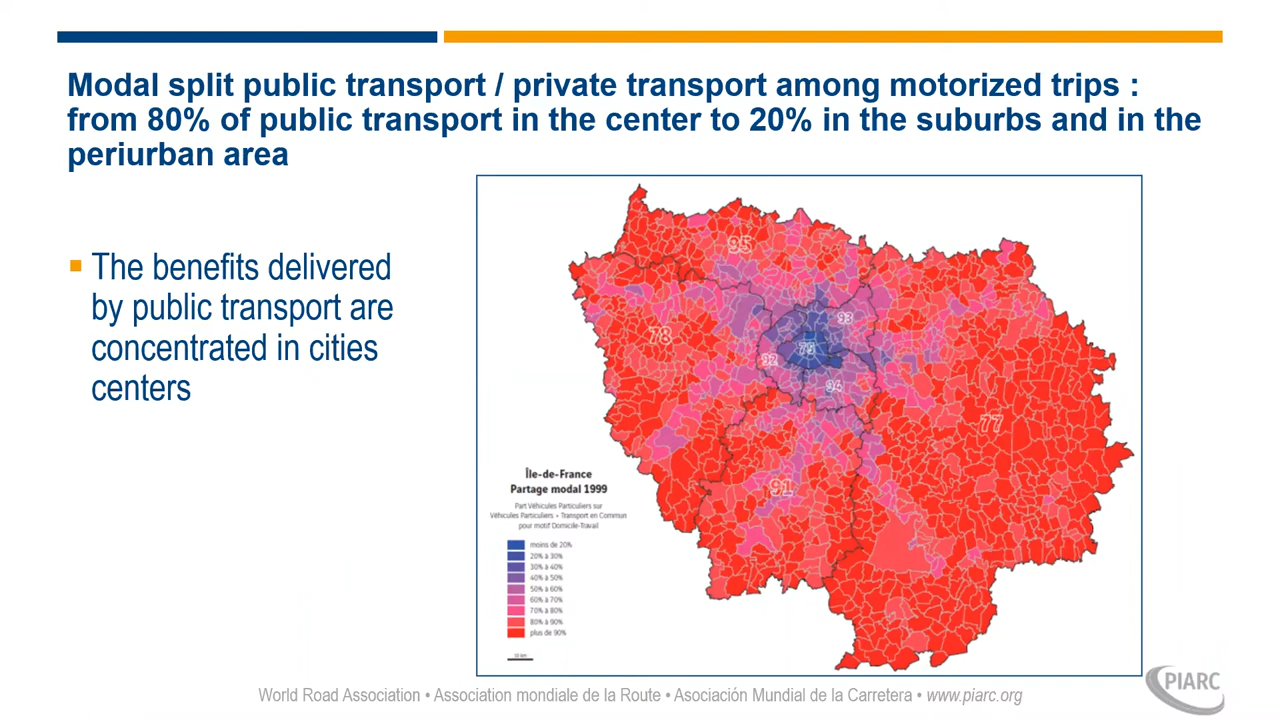 Modal split public transport / private transport among motorized trips :
from 80% of public transport in the center to 20% in the suburbs and in the
periurban area
The benefits delivered
by public transport are
concentrated in cities
centers
95
93
78
75
92
94
77
91
Île-de-France
Partage modal 1999
Part Véhicules Particuliers sur
Véhicules Particuliers + Transport en Commun
pour motif Domicile-Travail
moins de 20%
20% à 30%
30% à 40%
40% à 50%
50% à 60%
60% à 70%
70% à 80%
80% à 90%
plus de 90%
10 km
World Road Association • Association mondiale de la Route • Asociación Mundial de la Carretera • www.piarc.org
PIARC